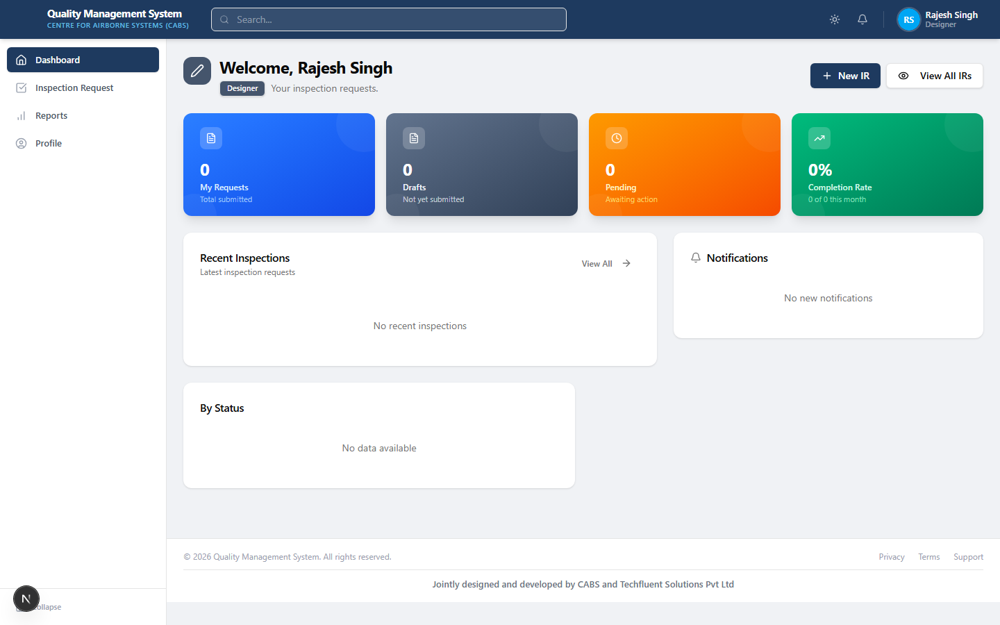 Quality Management System
CENTRE FOR AIRBORNE SYSTEMS (CABS)
Search...
RS
Rajesh Singh
Designer
Dashboard
Inspection Request
Reports
Profile
Welcome, Rajesh Singh
Designer
Your inspection requests.
New IR
View All IRs
0
My Requests
Total submitted
0
Drafts
Not yet submitted
0
Pending
Awaiting action
0%
Completion Rate
0 of 0 this month
Recent Inspections
Latest inspection requests
View All
No recent inspections
Notifications
No new notifications
By Status
No data available
© 2026 Quality Management System. All rights reserved.
Privacy
Terms
Support
Jointly designed and developed by CABS and Techfluent Solutions Pvt Ltd
N
ollapse